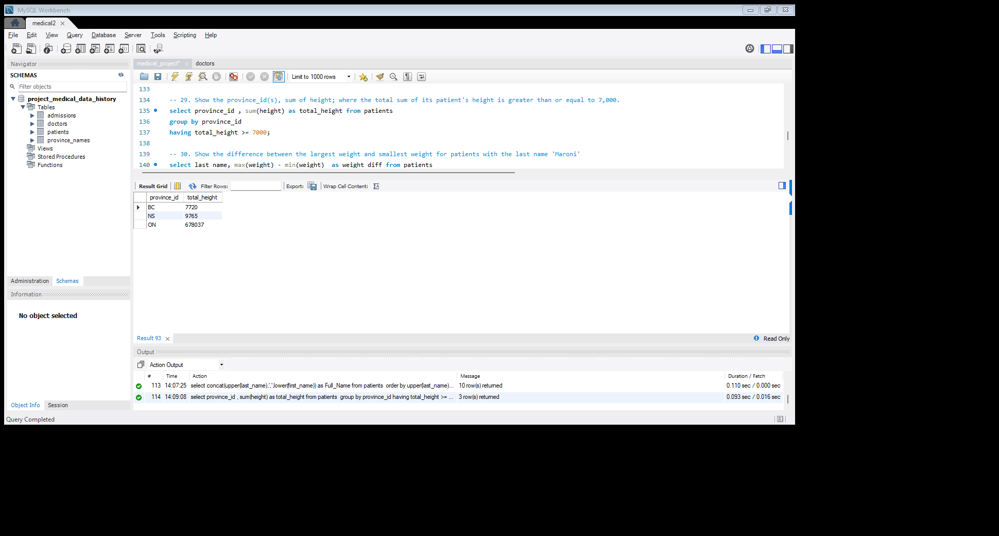 MySQL Workbench
medical2
File Edit View Query Database Server Tools Scripting Help
Navigator
SCHEMAS
Filter objects
project_medical_data_history
Tables
admissions
doctors
patients
province_names
Views
Stored Procedures
Functions
Administration Schemas
Information
No object selected
Object Info Session
medical_project* doctors
Limit to 1000 rows
133
134 -- 29. Show the province_id(s), sum of height; where the total sum of its patient's height is greater than or equal to 7,000.
135 select province_id , sum(height) as total_height from patients
136 group by province_id
137 having total_height >= 7000;
138
139 -- 30. Show the difference between the largest weight and smallest weight for patients with the last name 'Maroni'
140 select last name, max(weight) - min(weight)  as weight diff from patients
Result Grid Filter Rows: Export: Wrap Cell Content:
province_id total_height
BC 7720
NS 9765
ON 678037
Result 93 Read Only
Output
Action Output
# Time Action Message Duration / Fetch
113 14:07:25 select concat(upper(last_name),',',lower(first_name)) as Full_Name from patients  order by upper(last_name)... 10 row(s) returned 0.110 sec / 0.000 sec
114 14:09:08 select province_id , sum(height) as total_height from patients  group by province_id having total_height >= ... 3 row(s) returned 0.093 sec / 0.016 sec
Query Completed